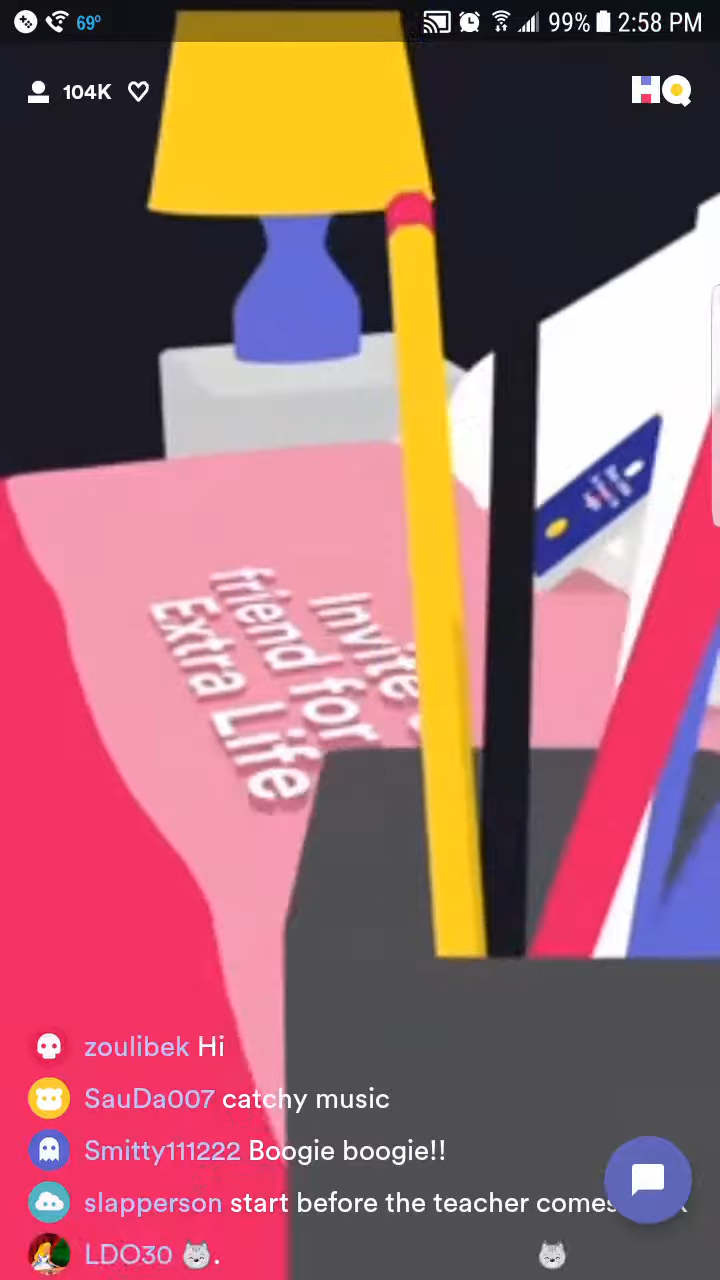 69°
99%
2:58 PM
104K
HQ
Invite
friend for
Extra Life
zoulibek Hi
SauDa007 catchy music
Smitty111222 Boogie boogie!!
slapperson start before the teacher comes
LDO30 🐱. 🐱